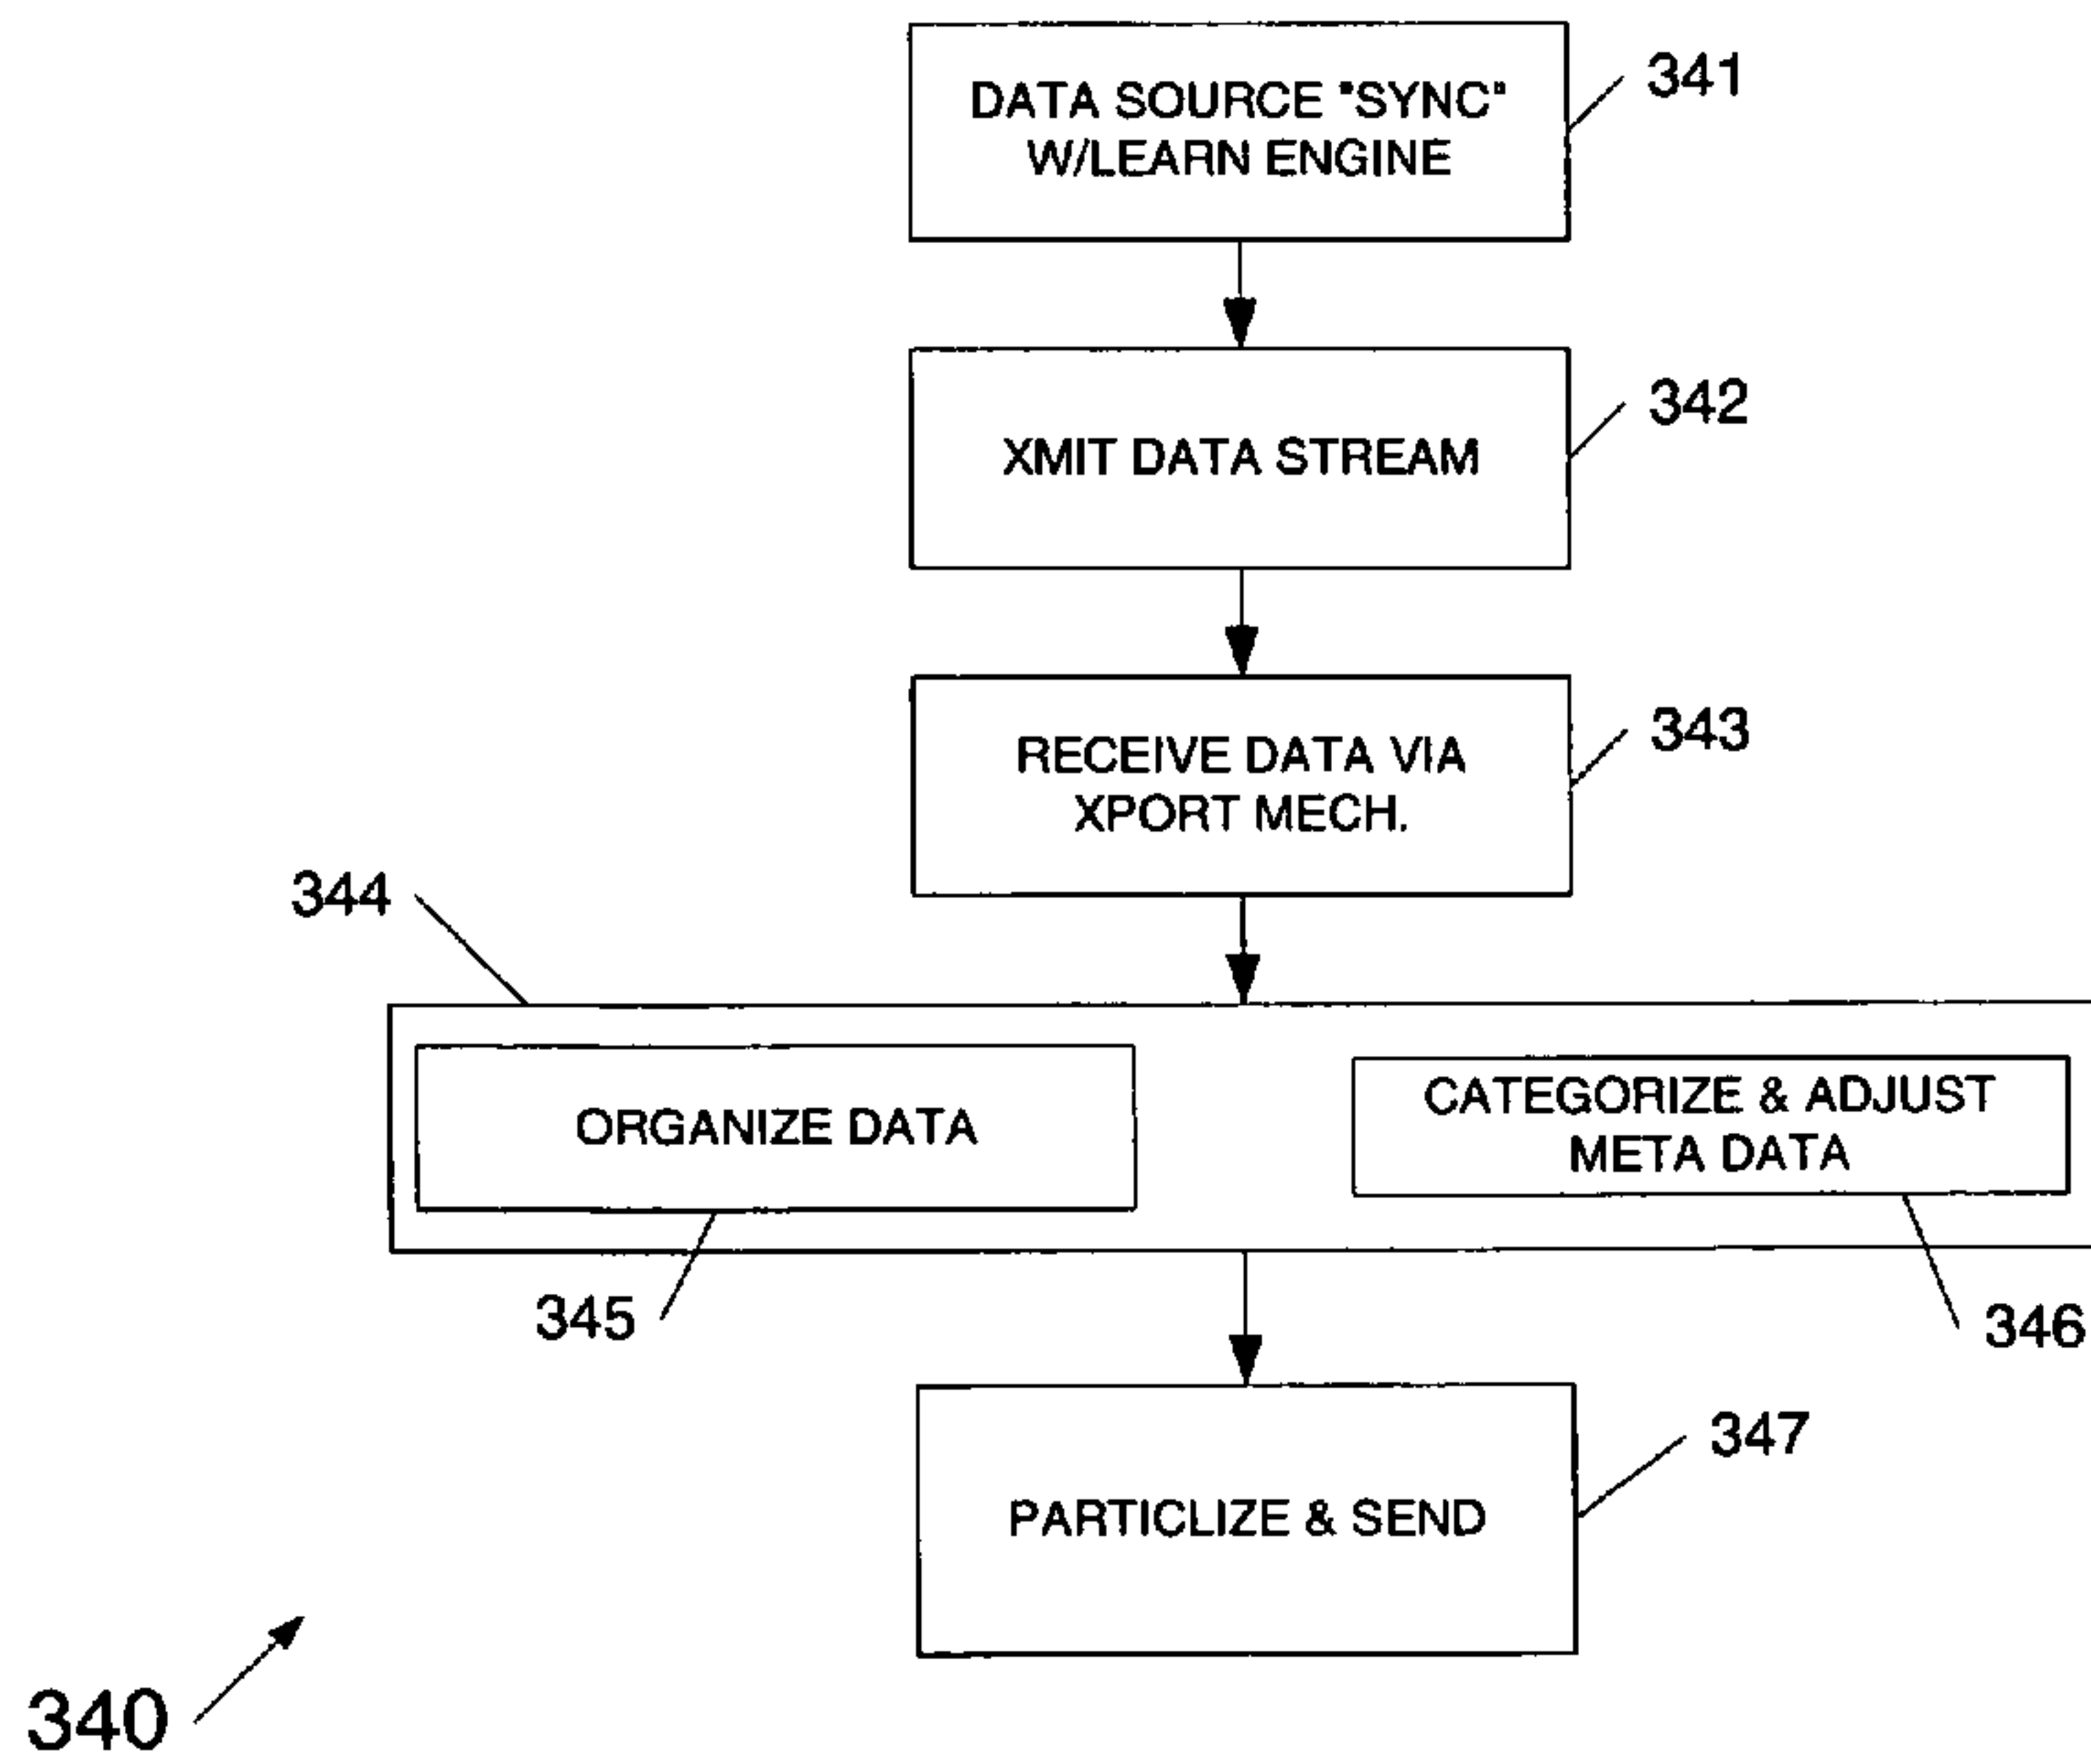 DATA SOURCE "SYNC"
W/LEARN ENGINE
341
XMIT DATA STREAM
342
RECEIVE DATA VIA
XPORT MECH.
343
344
ORGANIZE DATA
CATEGORIZE & ADJUST
META DATA
345
346
PARTICLIZE & SEND
347
340